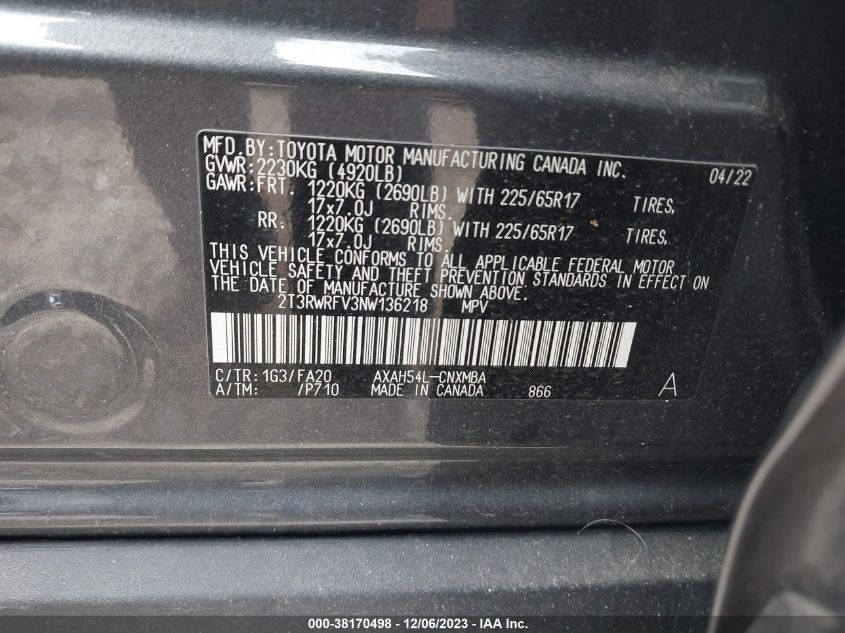 MFD.BY:TOYOTA MOTOR MANUFACTURING CANADA INC. 04/22
GVWR:2230KG (4920LB)
GAWR:FRT. 1220KG (2690LB) WITH 225/65R17 TIRES,
17x7.0J RIMS.
RR: 1220KG (2690LB) WITH 225/65R17 TIRES,
17x7.0J RIMS.
THIS VEHICLE CONFORMS TO ALL APPLICABLE FEDERAL MOTOR
VEHICLE SAFETY AND THEFT PREVENTION STANDARDS IN EFFECT ON
THE DATE OF MANUFACTURE SHOWN ABOVE.
2T3RWRFV3NW136218 MPV
C/TR:1G3/FA20 AXAH54L-CNXMBA
A/TM: /P710 MADE IN CANADA 866 A
000-38170498 - 12/06/2023 - IAA Inc.